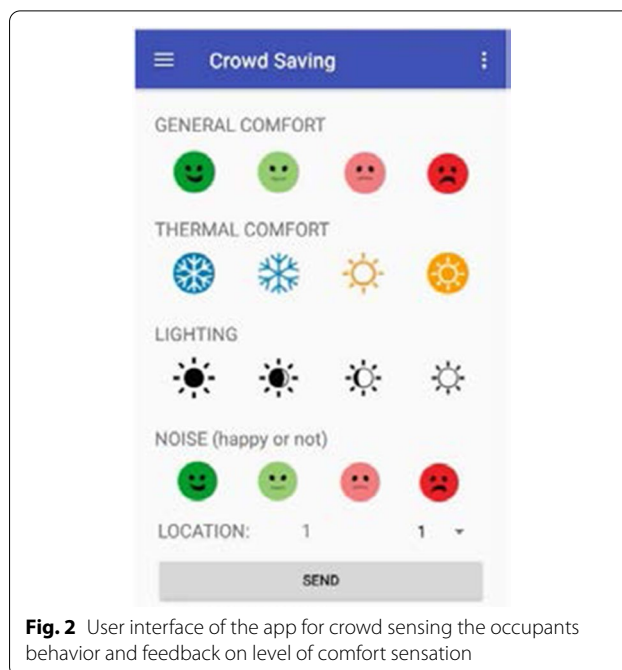 Crowd Saving
GENERAL COMFORT
THERMAL COMFORT
LIGHTING
NOISE (happy or not)
LOCATION: 1 1
SEND
Fig. 2 User interface of the app for crowd sensing the occupants
behavior and feedback on level of comfort sensation